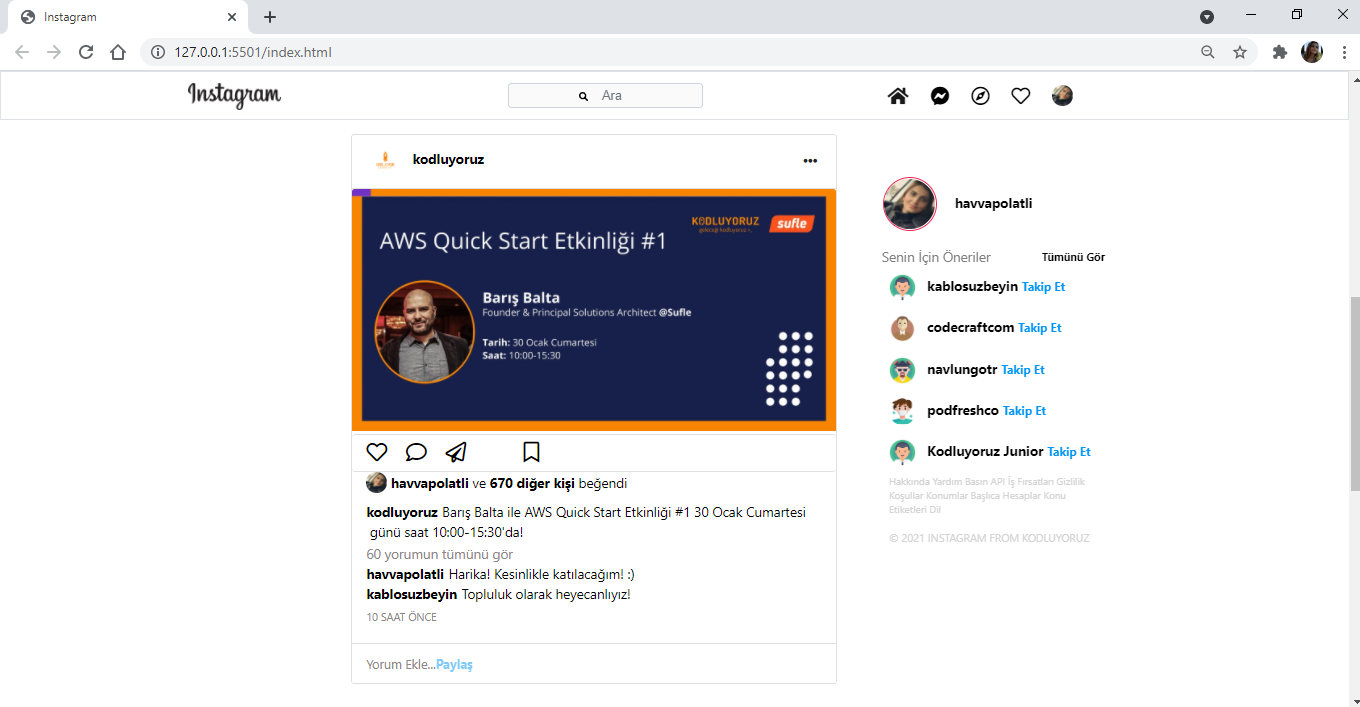 Instagram
127.0.0.1:5501/index.html
Instagram
Ara
kodluyoruz
KODLUYORUZ
geleceği kodluyoruz
sufle
AWS Quick Start Etkinliği #1
Barış Balta
Founder & Principal Solutions Architect @Sufle
Tarih: 30 Ocak Cumartesi
Saat: 10:00-15:30
havvapolatli ve 670 diğer kişi beğendi
kodluyoruz Barış Balta ile AWS Quick Start Etkinliği #1 30 Ocak Cumartesi
günü saat 10:00-15:30'da!
60 yorumun tümünü gör
havvapolatli Harika! Kesinlikle katılacağım! :)
kablosuzbeyin Topluluk olarak heyecanlıyız!
10 SAAT ÖNCE
Yorum Ekle...Paylaş
havvapolatli
Senin İçin Öneriler Tümünü Gör
kablosuzbeyin Takip Et
codecraftcom Takip Et
navlungotr Takip Et
podfreshco Takip Et
Kodluyoruz Junior Takip Et
Hakkında Yardım Basın API İş Fırsatları Gizlilik
Koşullar Konumlar Başlıca Hesaplar Konu
Etiketleri Dil
© 2021 INSTAGRAM FROM KODLUYORUZ